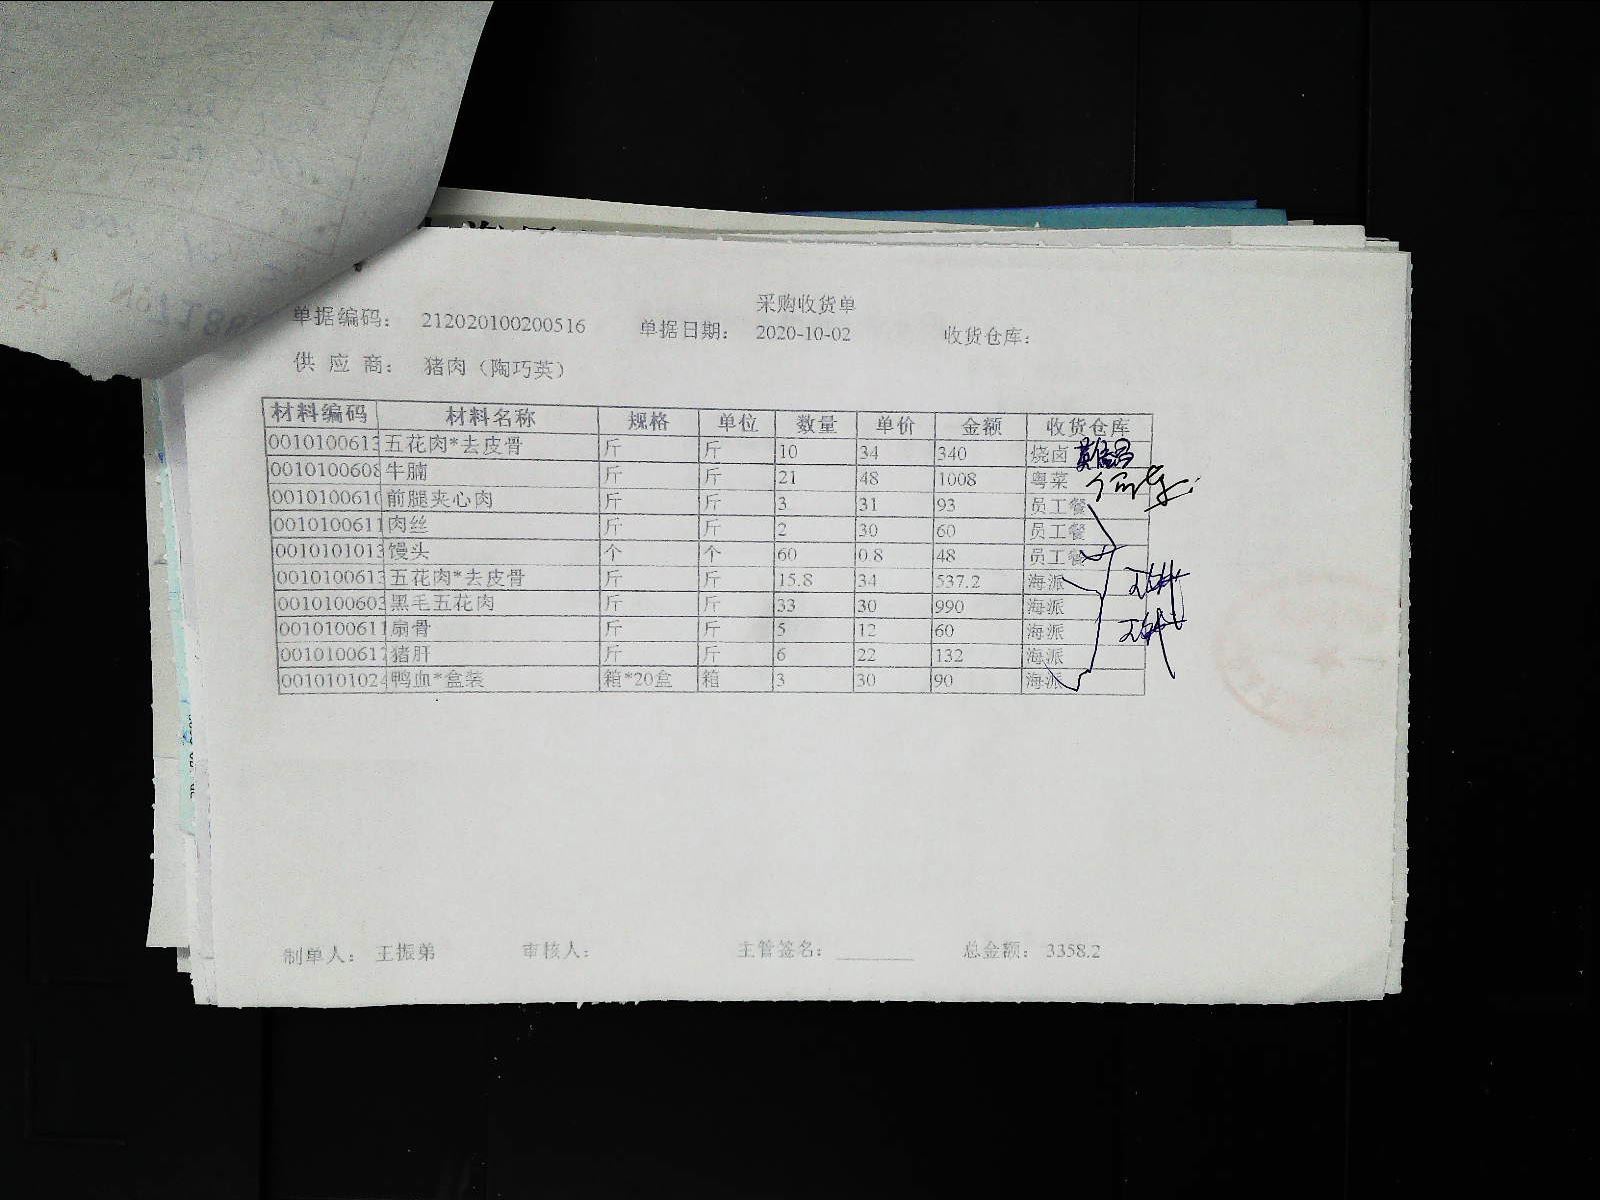 采购收货单
单据编码: 212020100200516 单据日期: 2020-10-02 收货仓库:
供 应 商: 猪肉（陶巧英）
材料编码 材料名称 规格 单位 数量 单价 金额 收货仓库
0010100613 五花肉*去皮骨 斤 斤 10 34 340 烧卤
0010100608 牛腩 斤 斤 21 48 1008 粤菜
0010100610 前腿夹心肉 斤 斤 3 31 93 员工餐
0010100611 肉丝 斤 斤 2 30 60 员工餐
0010101013 馒头 个 个 60 0.8 48 员工餐
0010100613 五花肉*去皮骨 斤 斤 15.8 34 537.2 海派
0010100603 黑毛五花肉 斤 斤 33 30 990 海派
0010100611 扇骨 斤 斤 5 12 60 海派
0010100617 猪肝 斤 斤 6 22 132 海派
0010101024 鸭血*盒装 箱*20盒 箱 3 30 90 海派
制单人: 王振弟 审核人: 主管签名: 总金额: 3358.2